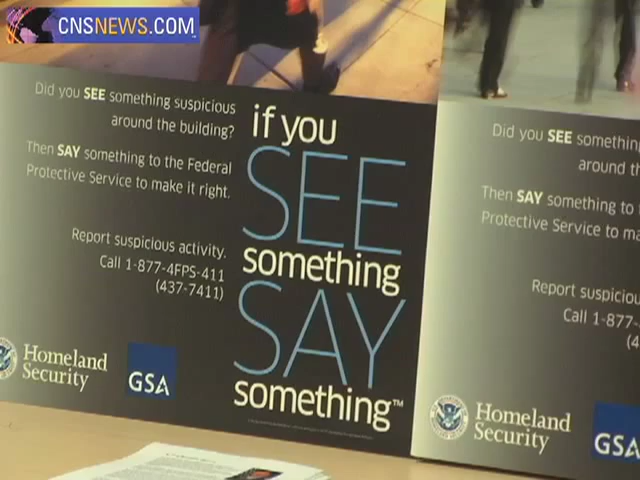 CNSNEWS.COM
Did you SEE something suspicious
around the building?
Then SAY something to the Federal
Protective Service to make it right.
Report suspicious activity.
Call 1-877-4FPS-411
(437-7411)
if you
SEE
something
SAY
something™
Homeland
Security
GSA
Did you SEE something
around
Then SAY something to
Protective Service to
Report
Call 1-877-
Homeland
Security
GSA